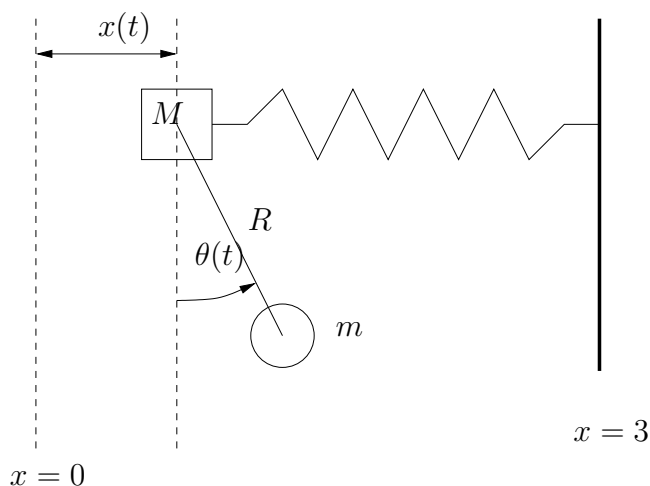 x(t)
M
R
θ(t)
m
x = 3
x = 0